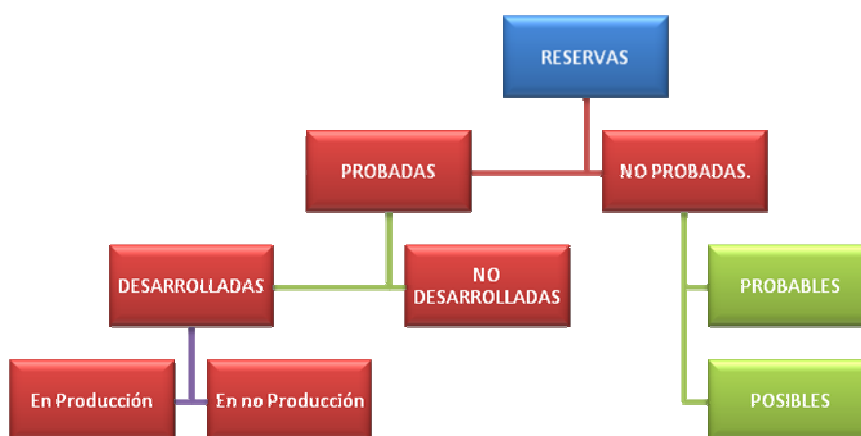 RESERVAS
PROBADAS
NO PROBADAS.
DESARROLLADAS
NO
DESARROLLADAS
PROBABLES
En Producción
En no Producción
POSIBLES